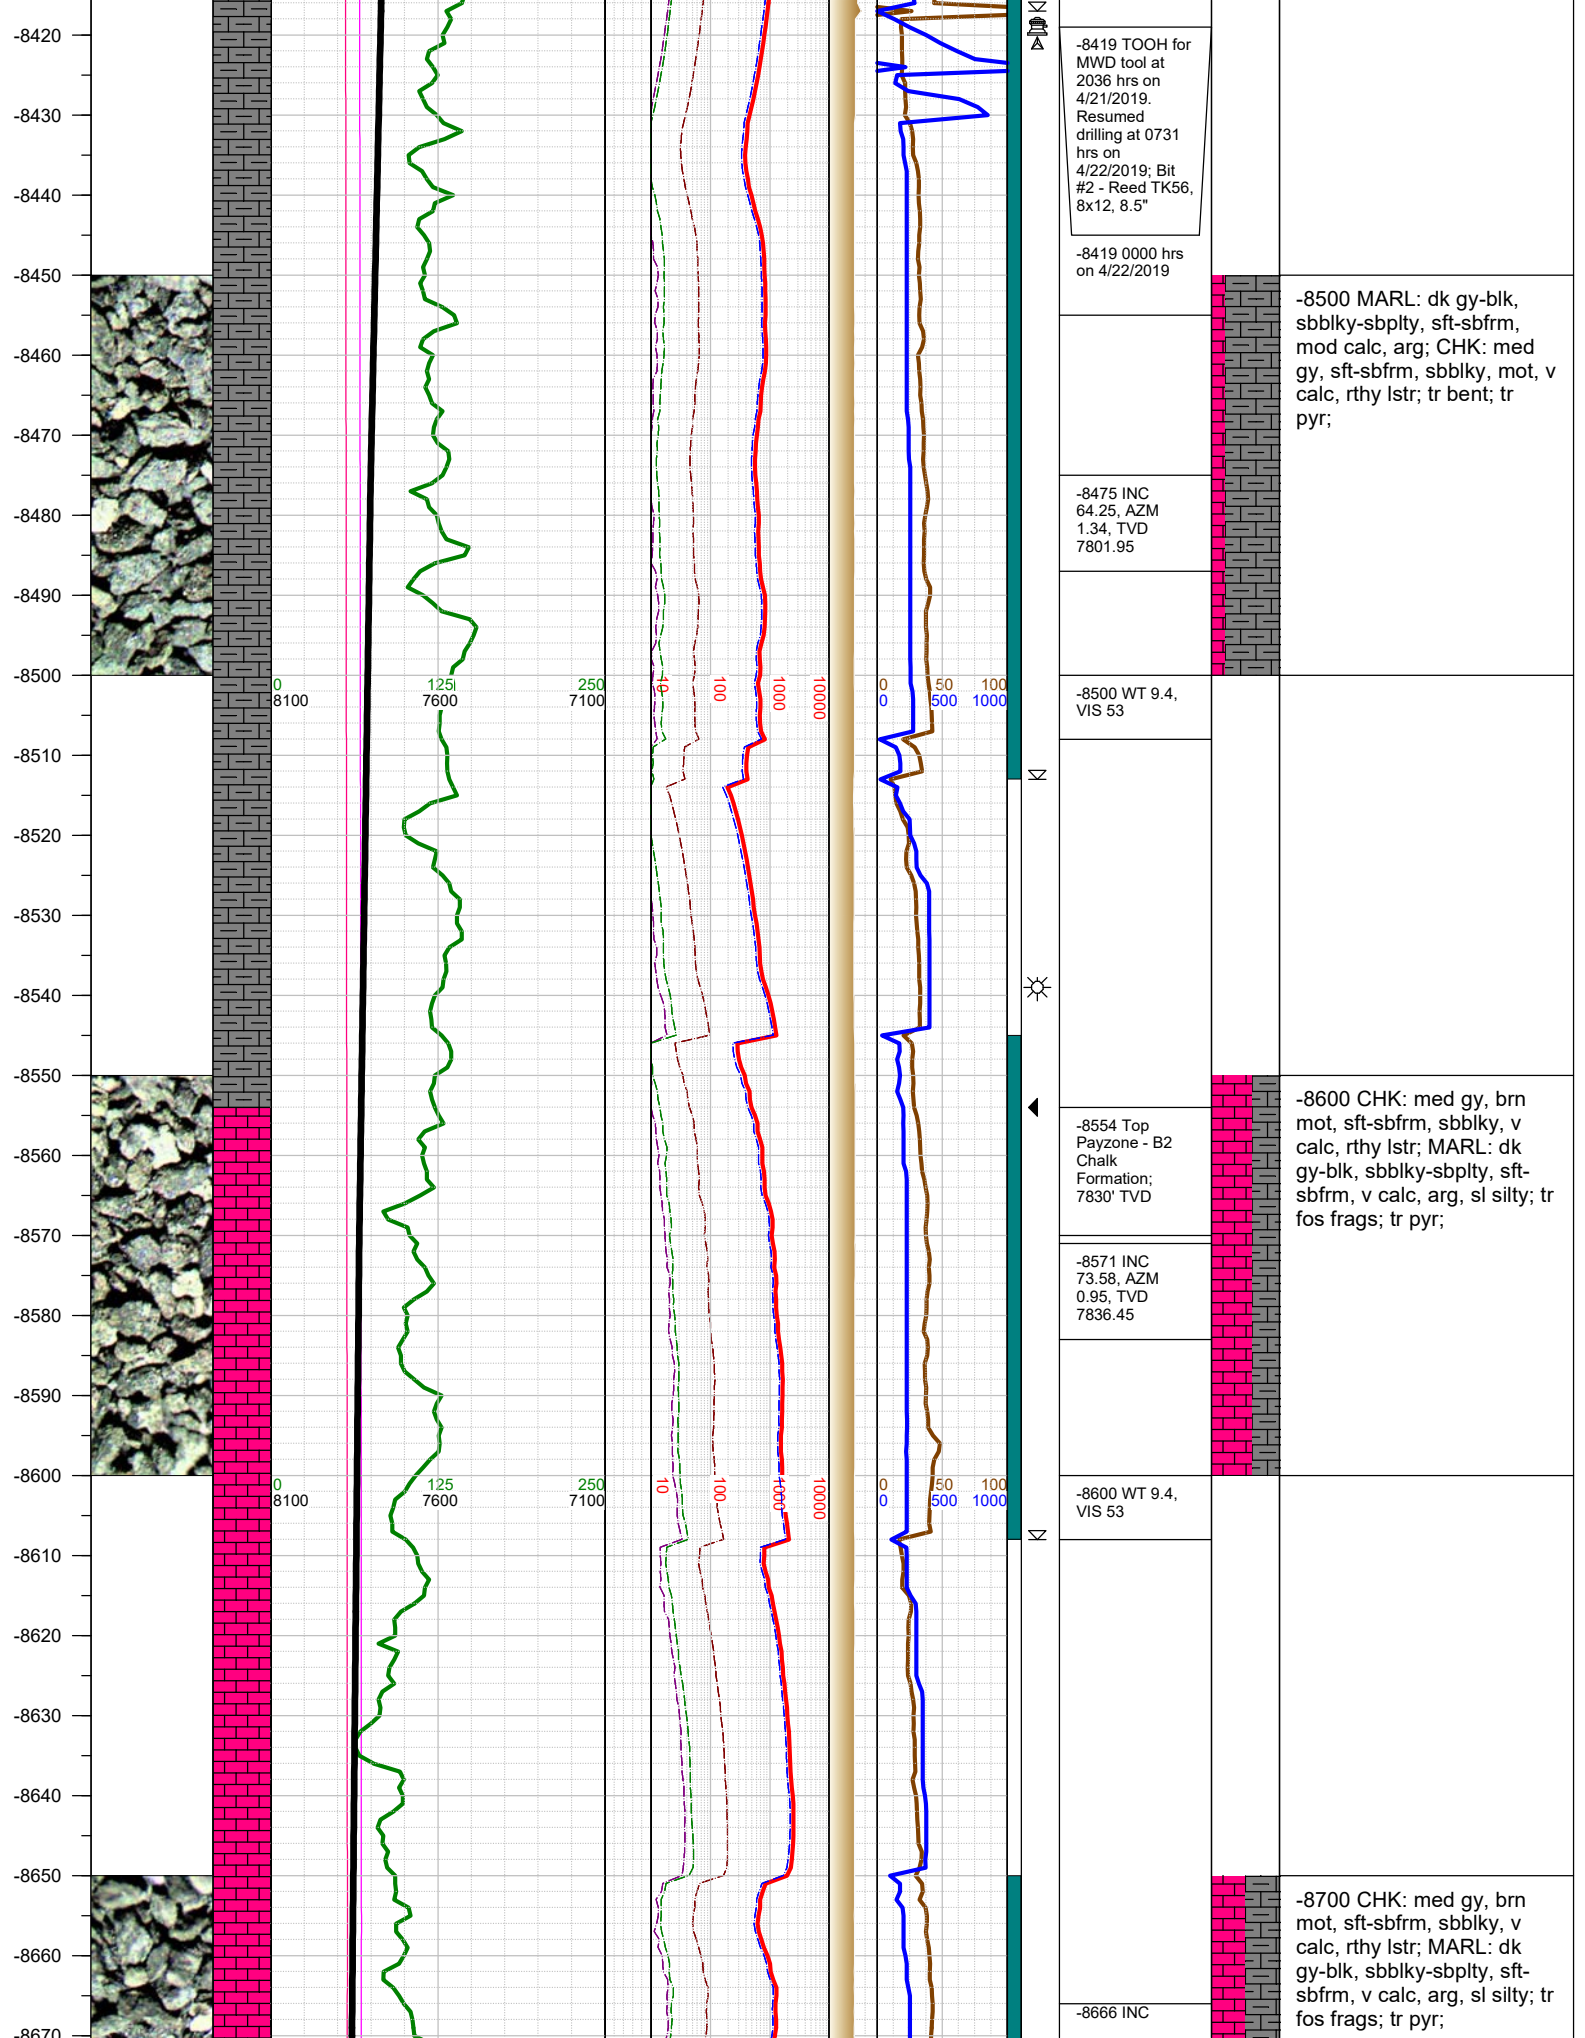 -8420
-8430
-8440
-8450
-8460
-8470
-8480
-8490
-8500
-8510
-8520
-8530
-8540
-8550
-8560
-8570
-8580
-8590
-8600
-8610
-8620
-8630
-8640
-8650
-8660
-8670
0 125 250
8100 7600 7100
10 100 1000 10000
0 50 100
0 500 1000
0 125 250
8100 7600 7100
10 100 1000 10000
0 50 100
0 500 1000
-8419 TOOH for
MWD tool at
2036 hrs on
4/21/2019.
Resumed
drilling at 0731
hrs on
4/22/2019; Bit
#2 - Reed TK56,
8x12, 8.5"
-8419 0000 hrs
on 4/22/2019
-8475 INC
64.25, AZM
1.34, TVD
7801.95
-8500 WT 9.4,
VIS 53
-8554 Top
Payzone - B2
Chalk
Formation;
7830' TVD
-8571 INC
73.58, AZM
0.95, TVD
7836.45
-8600 WT 9.4,
VIS 53
-8666 INC
-8500 MARL: dk gy-blk,
sbblky-sbplty, sft-sbfrm,
mod calc, arg; CHK: med
gy, sft-sbfrm, sbblky, mot, v
calc, rthy lstr; tr bent; tr
pyr;
-8600 CHK: med gy, brn
mot, sft-sbfrm, sbblky, v
calc, rthy lstr; MARL: dk
gy-blk, sbblky-sbplty, sft-
sbfrm, v calc, arg, sl silty; tr
fos frags; tr pyr;
-8700 CHK: med gy, brn
mot, sft-sbfrm, sbblky, v
calc, rthy lstr; MARL: dk
gy-blk, sbblky-sbplty, sft-
sbfrm, v calc, arg, sl silty; tr
fos frags; tr pyr;